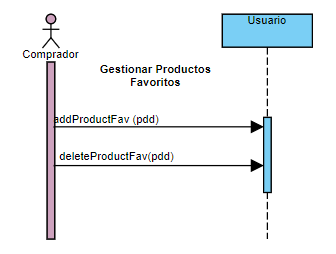 Usuario
Comprador
Gestionar Productos
Favoritos
addProductFav (pdd)
deleteProductFav(pdd)